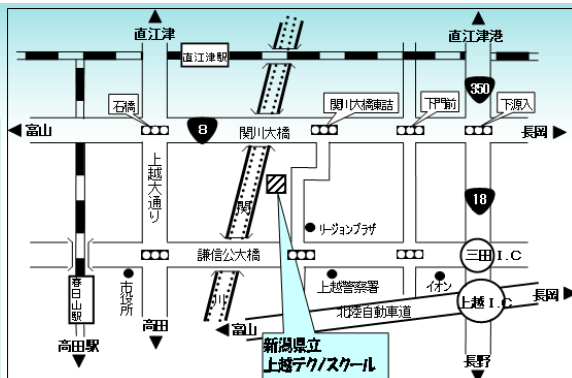 直江津
直江津港
直江津駅
350
石橋
関川大橋東詰
下門前
下源入
富山
8
関川大橋
長岡
上越大通り
関
18
リージョンプラザ
謙信公大橋
三田I.C
春日山駅
市役所
川
上越警察署
イオン
上越I.C
長岡
北陸自動車道
富山
高田
高田駅
新潟県立
上越テクノスクール
長野